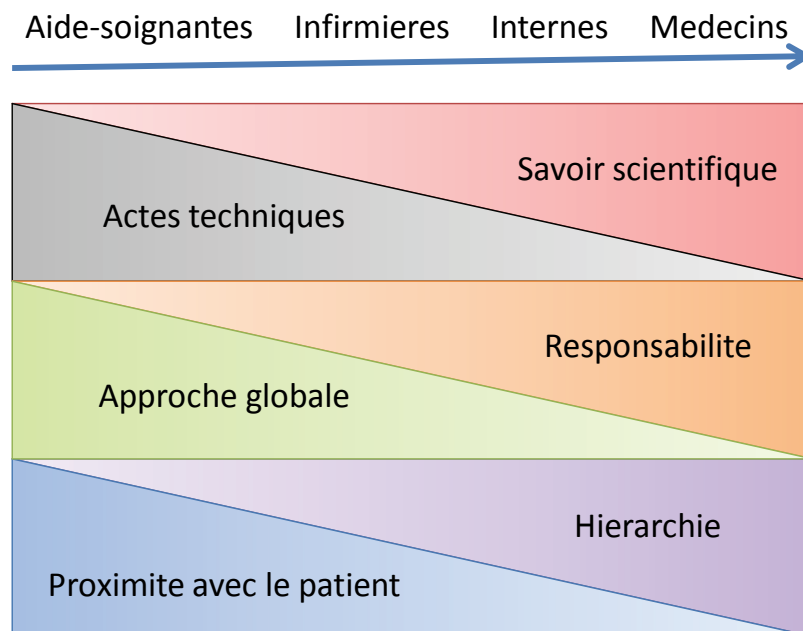 Aide-soignantes Infirmieres Internes Medecins
Savoir scientifique
Actes techniques
Responsabilite
Approche globale
Hierarchie
Proximite avec le patient